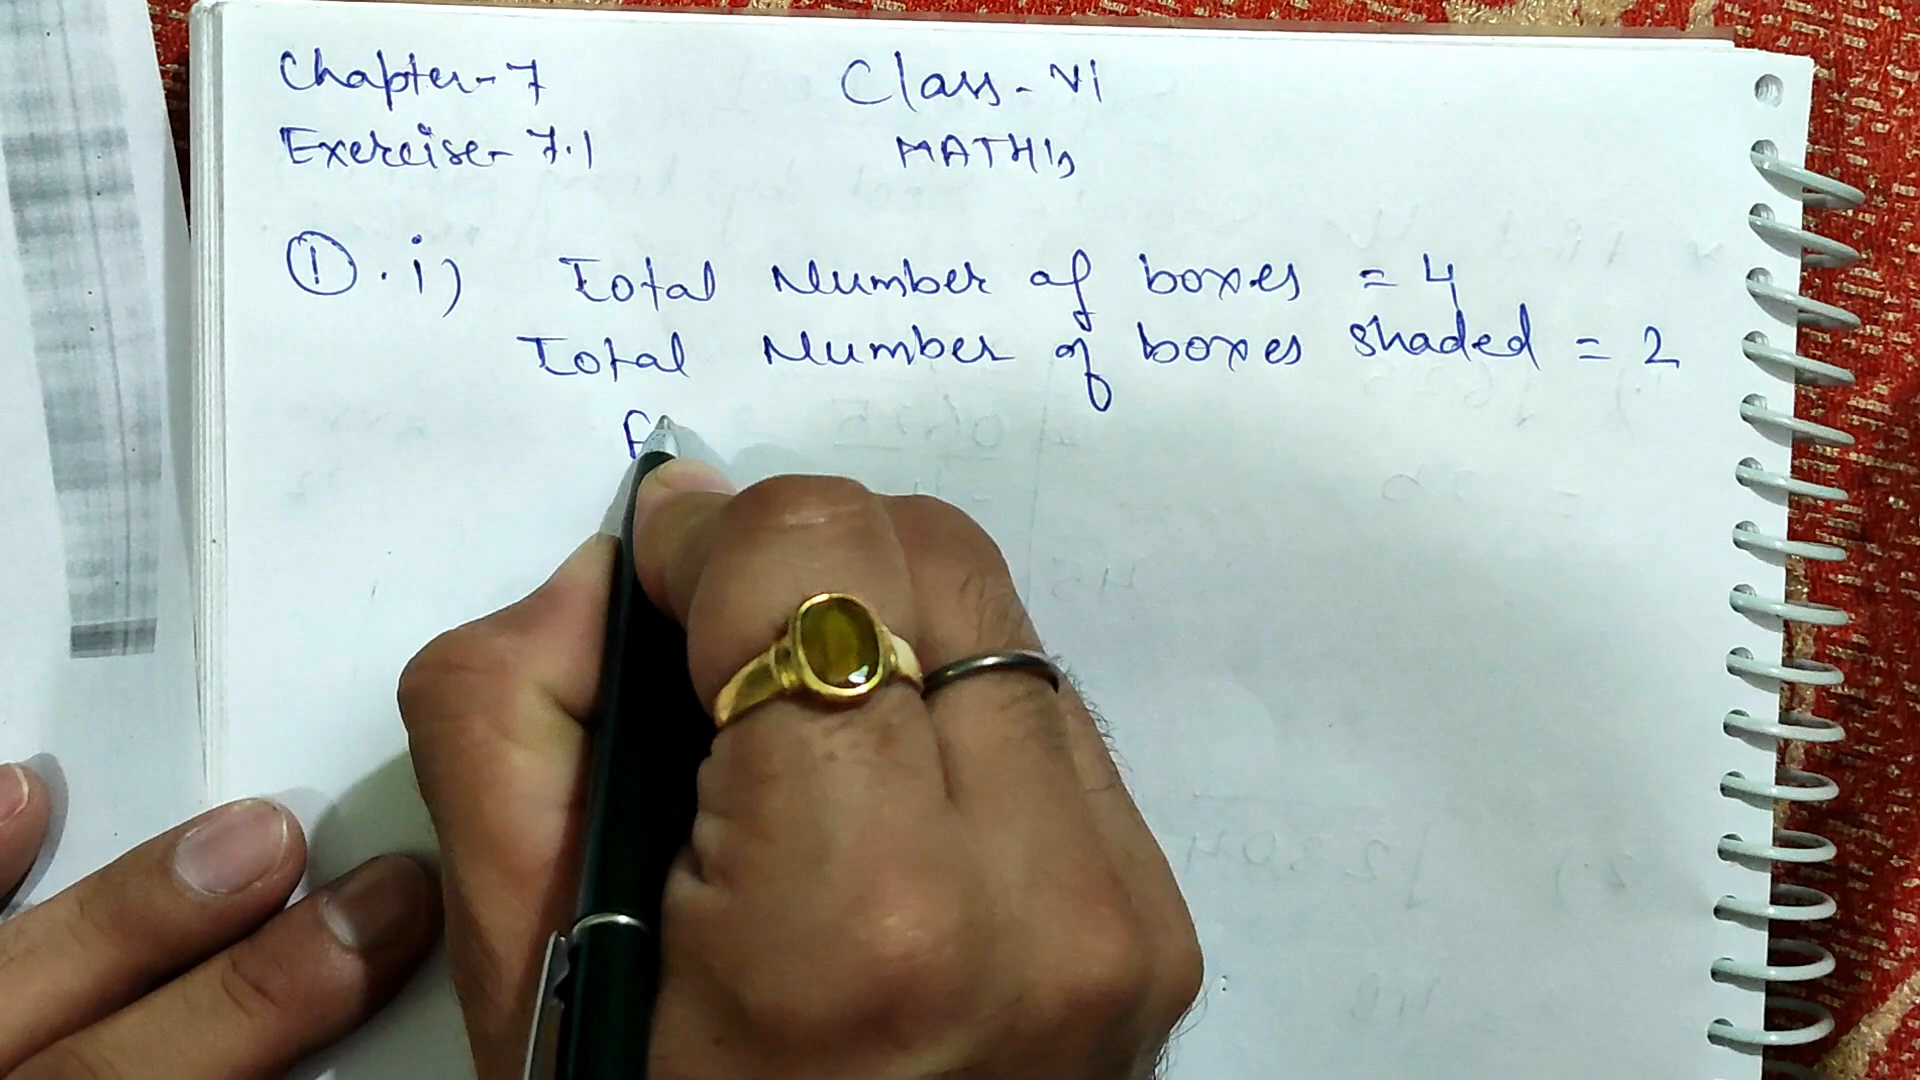 Chapter-7 Class-VI
Exercise-7.1 MATH's
① . i) Total Number of boxes = 4
Total Number of boxes shaded = 2